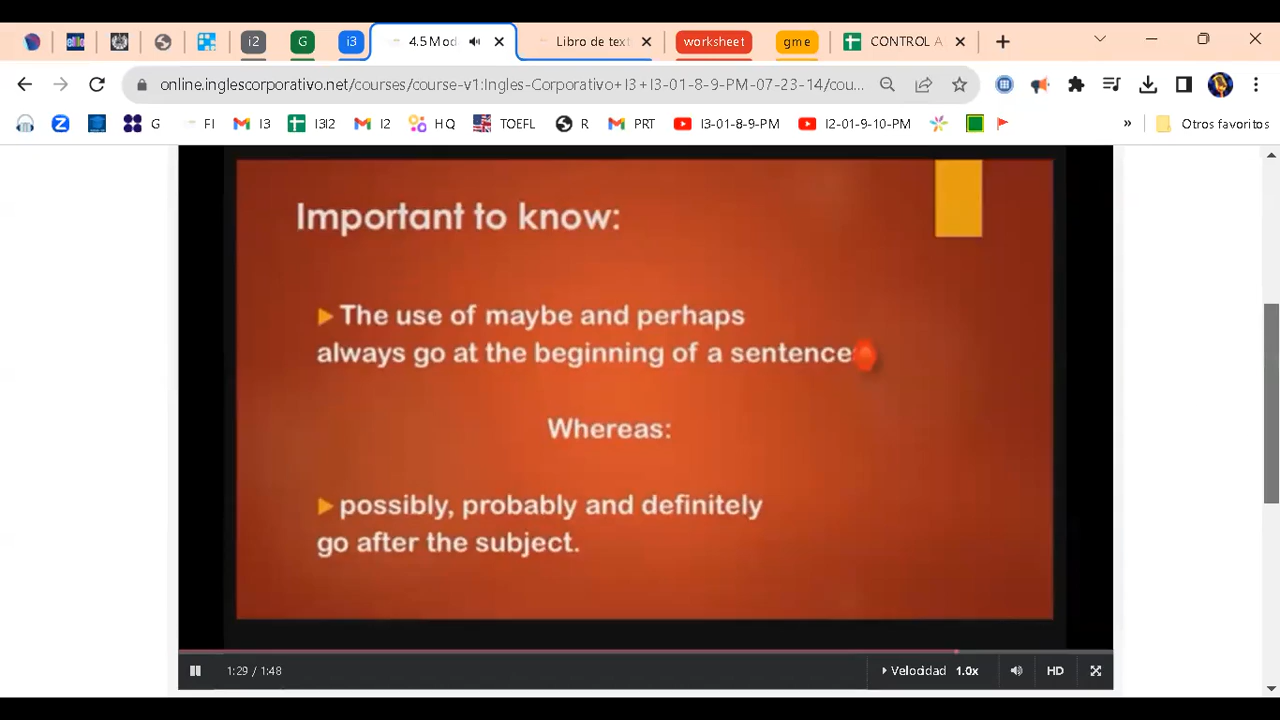 i2
G
i3
4.5 Mod
Libro de text
worksheet
gme
CONTROL A
online.inglescorporativo.net/courses/course-v1:Ingles-Corporativo+I3+I3-01-8-9-PM-07-23-14/cou...
G
FI
I3
I3I2
I2
HQ
TOEFL
R
PRT
I3-01-8-9-PM
I2-01-9-10-PM
»
Otros favoritos
Important to know:
The use of maybe and perhaps
always go at the beginning of a sentence
Whereas:
possibly, probably and definitely
go after the subject.
1:29 / 1:48
Velocidad 1.0x
HD